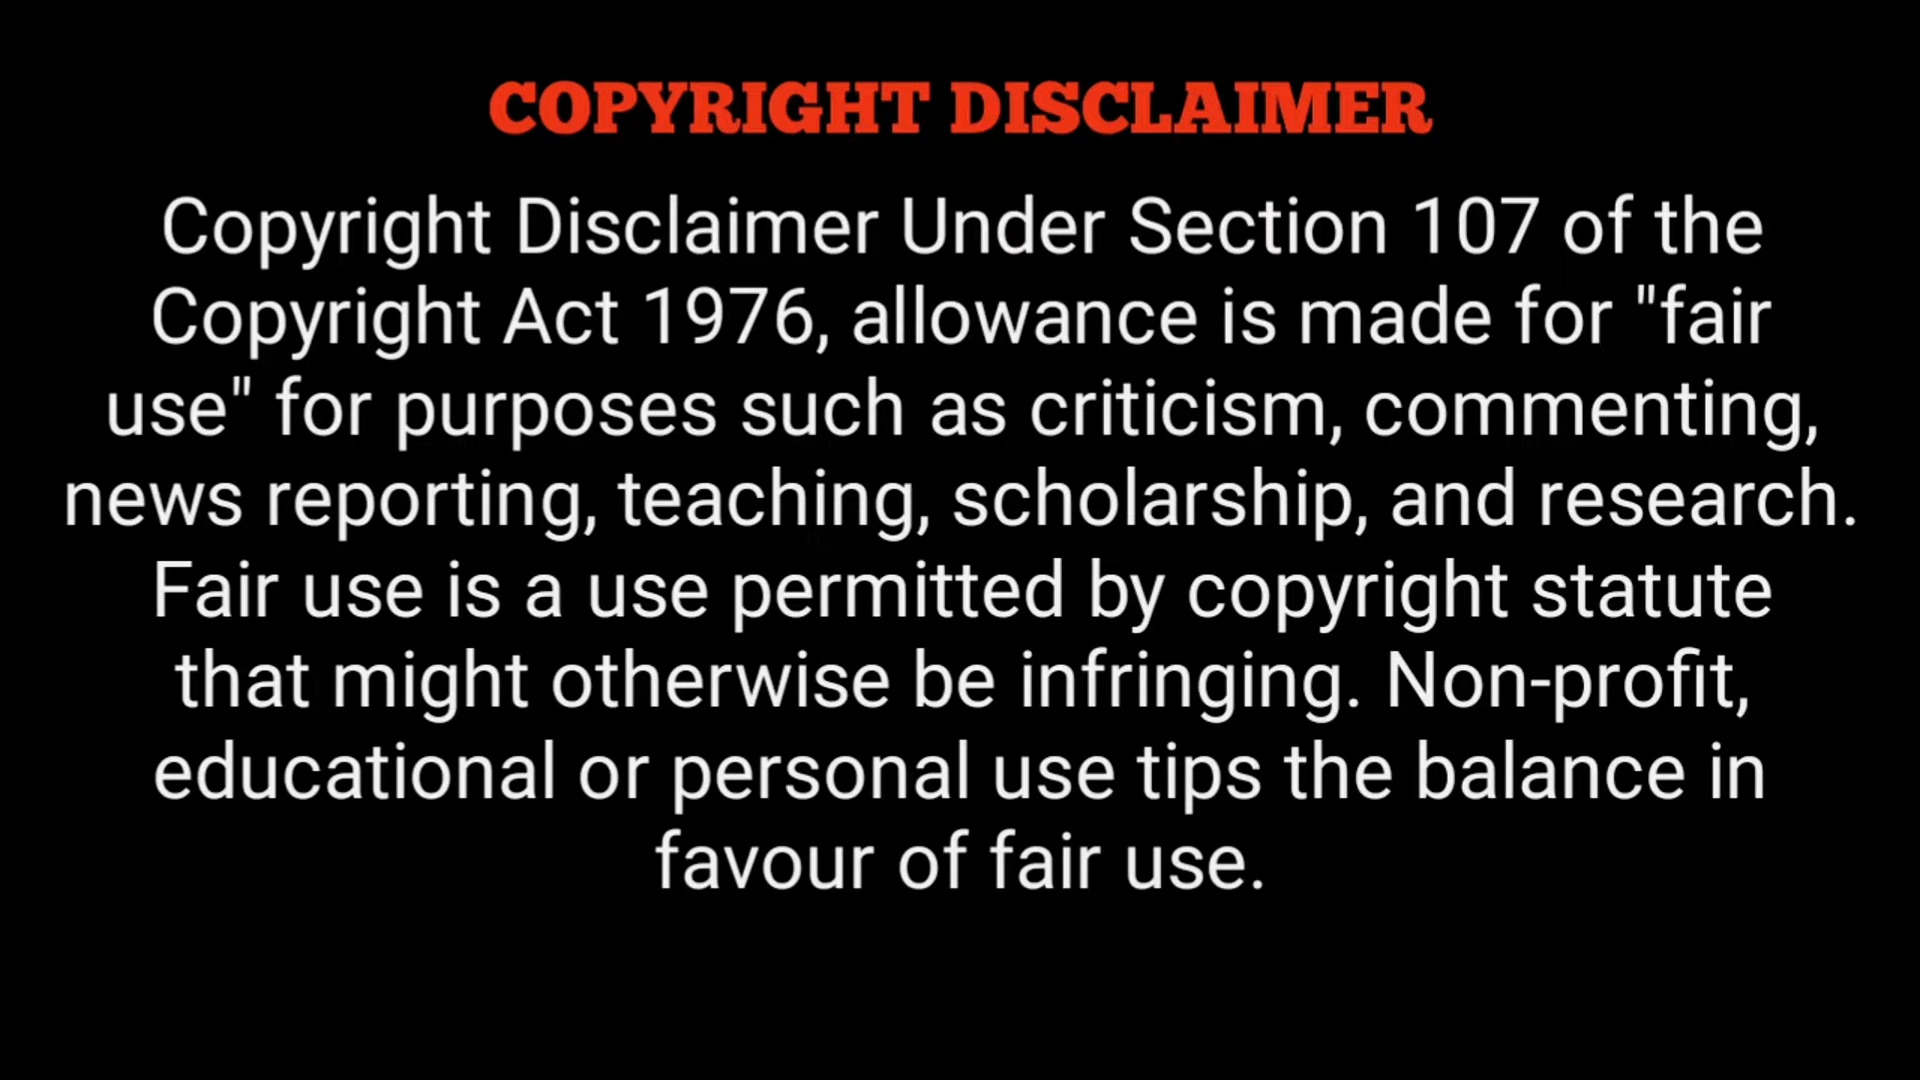 COPYRIGHT DISCLAIMER
Copyright Disclaimer Under Section 107 of the
Copyright Act 1976, allowance is made for "fair
use" for purposes such as criticism, commenting,
news reporting, teaching, scholarship, and research.
Fair use is a use permitted by copyright statute
that might otherwise be infringing. Non-profit,
educational or personal use tips the balance in
favour of fair use.